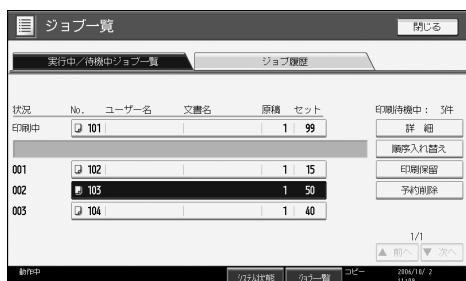 ジョブ一覧 閉じる
実行中／待機中ジョブ一覧 ジョブ履歴
状況 No. ユーザー名 文書名 原稿 セット 印刷待機中： 3件
印刷中 101 1 99 詳 細
順序入れ替え
001 102 1 15 印刷保留
002 103 1 50 予約削除
003 104 1 40
1/1
▲ 前へ ▼ 次へ
動作中 システム状態 ジョブ一覧 コピー 2006/10/ 2